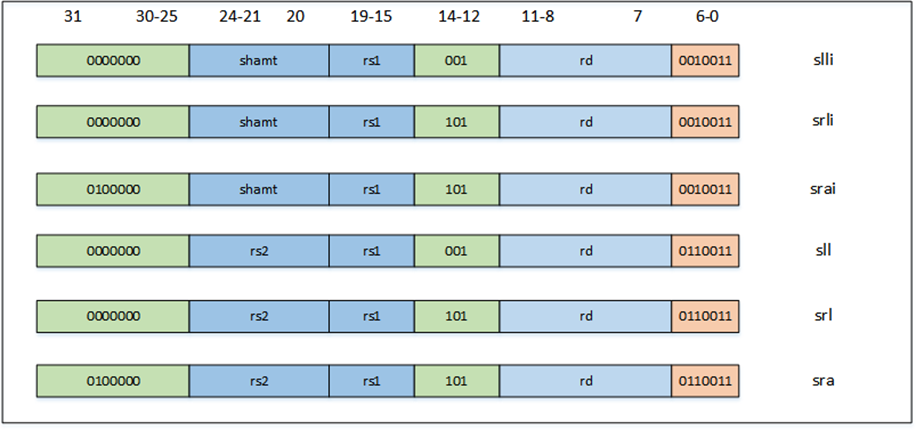 31 30-25 24-21 20 19-15 14-12 11-8 7 6-0
0000000 shamt rs1 001 rd 0010011 slli
0000000 shamt rs1 101 rd 0010011 srli
0100000 shamt rs1 101 rd 0010011 srai
0000000 rs2 rs1 001 rd 0110011 sll
0000000 rs2 rs1 101 rd 0110011 srl
0100000 rs2 rs1 101 rd 0110011 sra